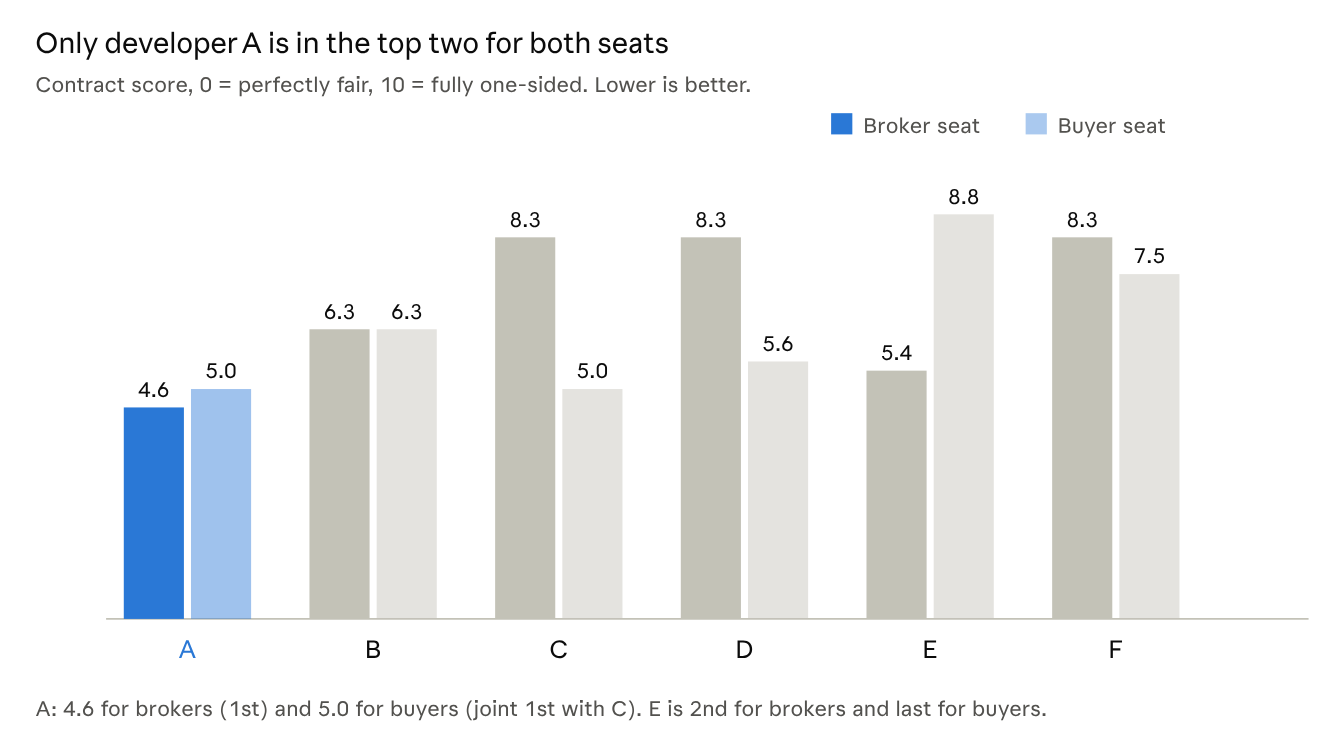 Only developer A is in the top two for both seats
Contract score, 0 = perfectly fair, 10 = fully one-sided. Lower is better.
Broker seat
Buyer seat
4.6
5.0
6.3
6.3
8.3
5.0
8.3
5.6
5.4
8.8
8.3
7.5
A
B
C
D
E
F
A: 4.6 for brokers (1st) and 5.0 for buyers (joint 1st with C). E is 2nd for brokers and last for buyers.